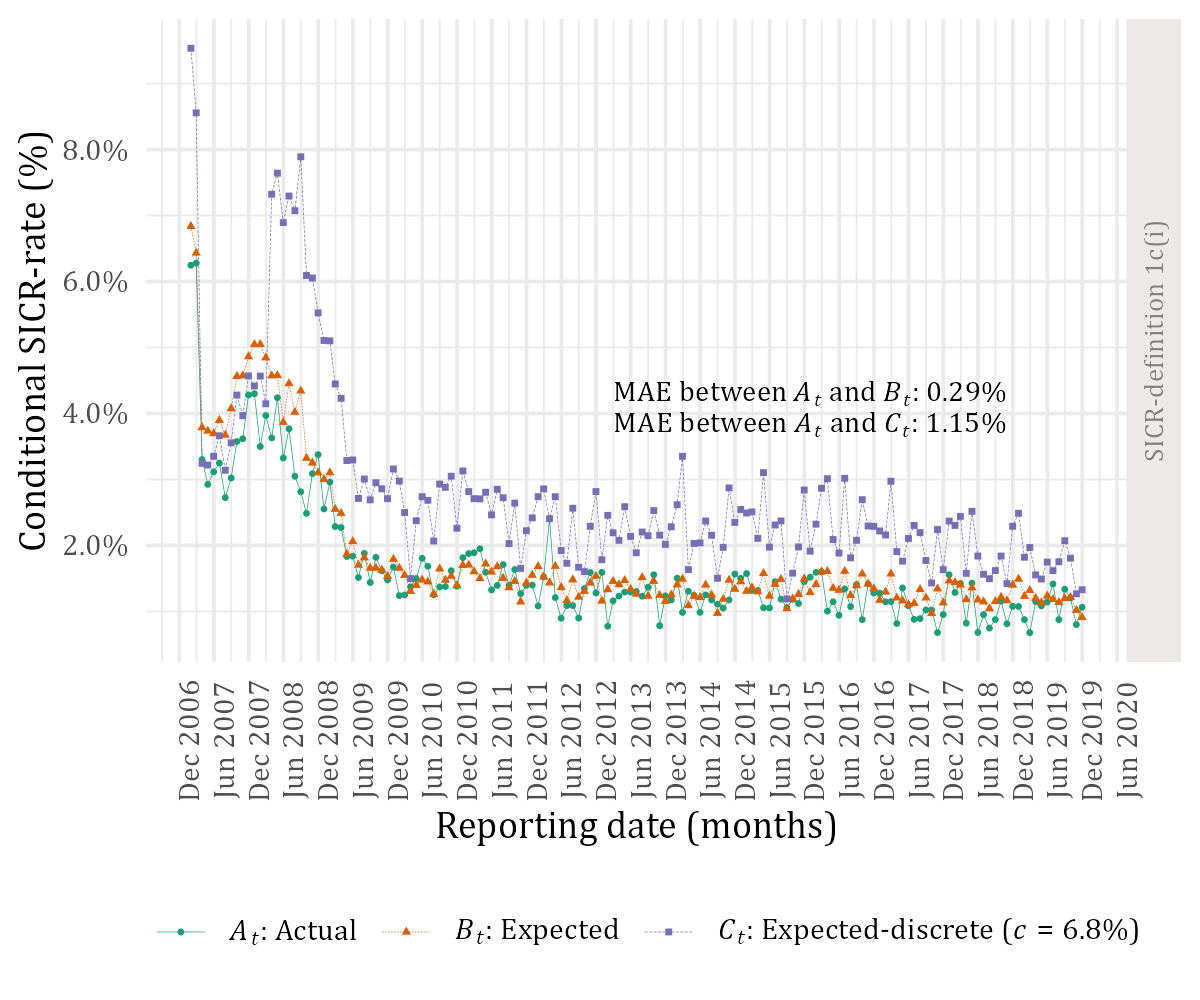 Conditional SICR-rate (%)
8.0%
6.0%
4.0%
2.0%
MAE between A_t and B_t: 0.29%
MAE between A_t and C_t: 1.15%
SICR-definition 1c(i)
Dec 2006
Jun 2007
Dec 2007
Jun 2008
Dec 2008
Jun 2009
Dec 2009
Jun 2010
Dec 2010
Jun 2011
Dec 2011
Jun 2012
Dec 2012
Jun 2013
Dec 2013
Jun 2014
Dec 2014
Jun 2015
Dec 2015
Jun 2016
Dec 2016
Jun 2017
Dec 2017
Jun 2018
Dec 2018
Jun 2019
Dec 2019
Jun 2020
Reporting date (months)
A_t: Actual B_t: Expected C_t: Expected-discrete (c = 6.8%)